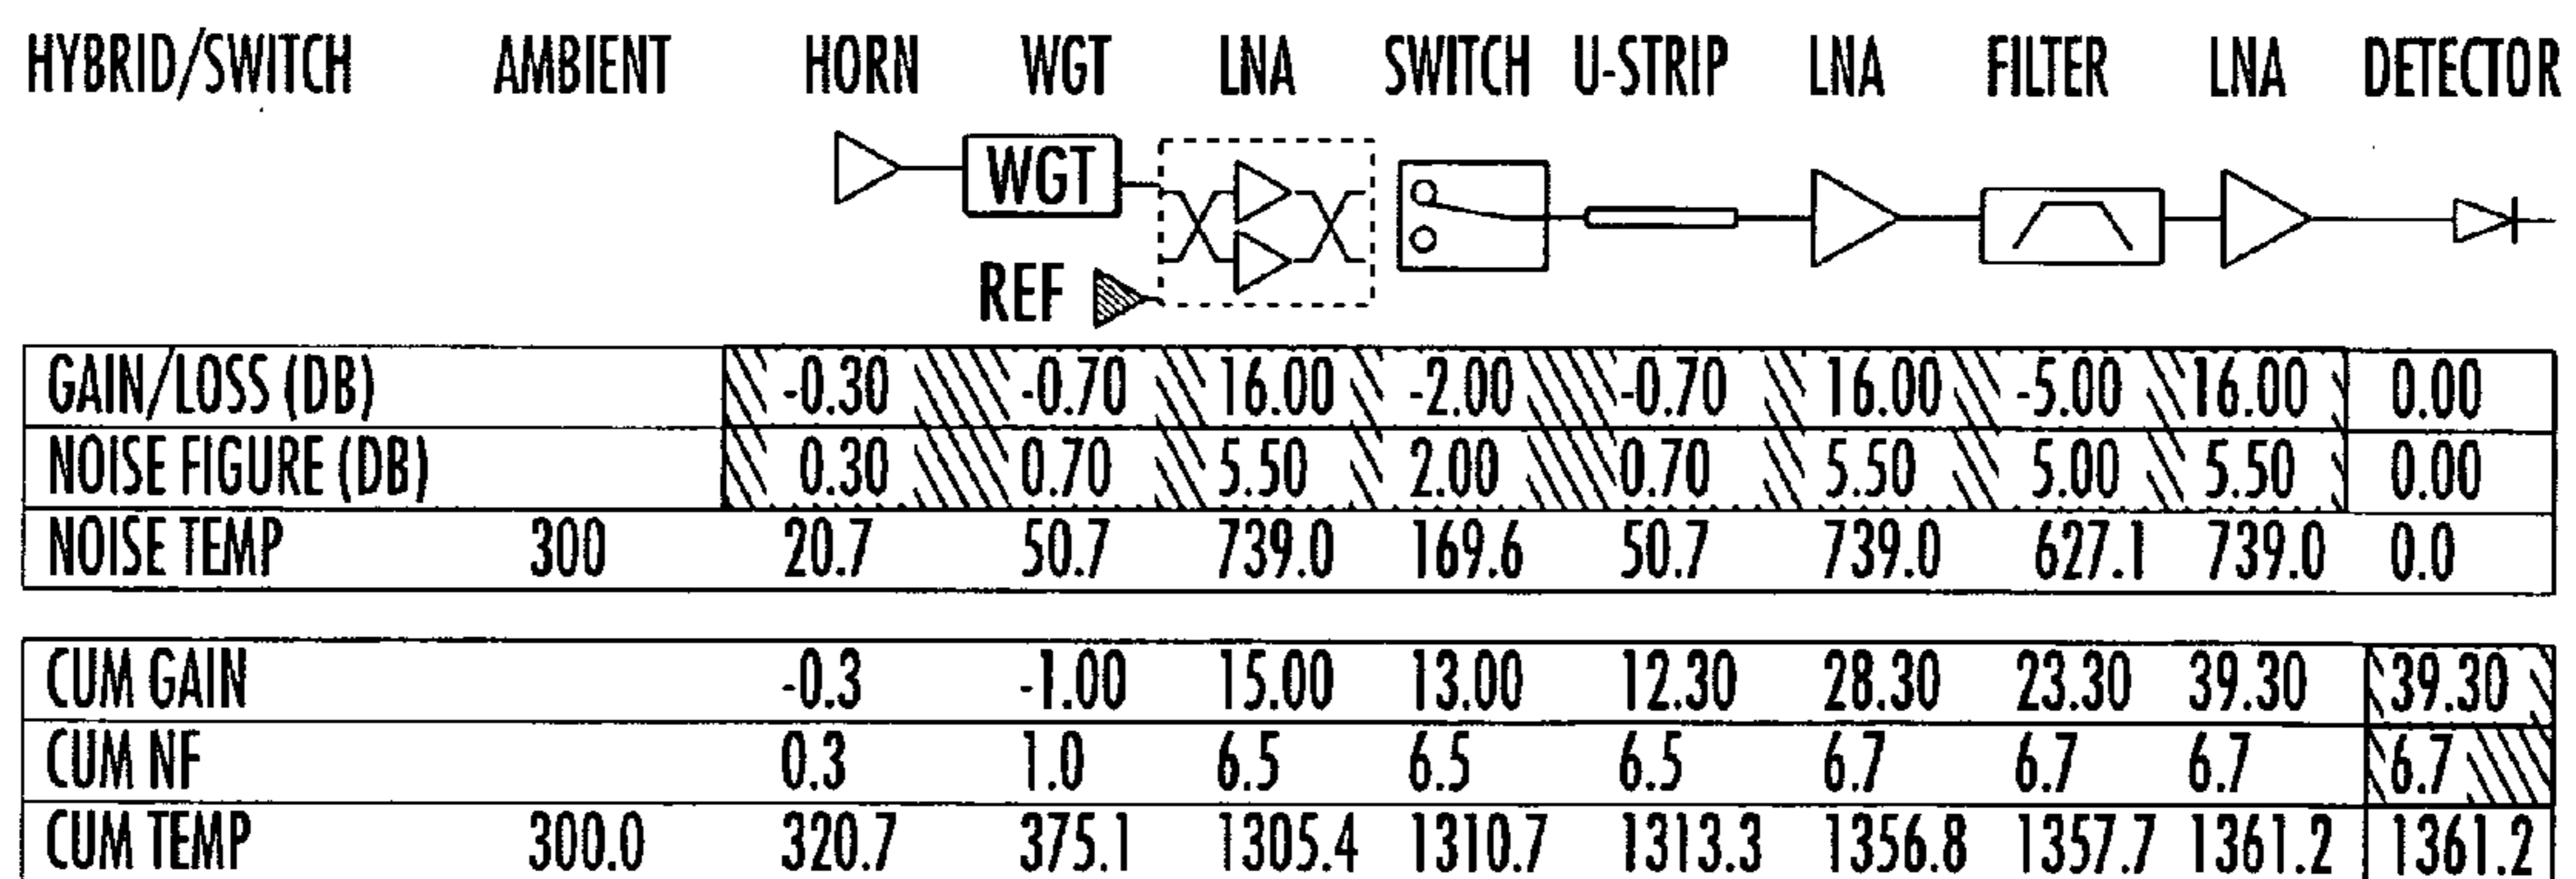 HYBRID/SWITCH AMBIENT HORN WGT LNA SWITCH U-STRIP LNA FILTER LNA DETECTOR
WGT
REF
GAIN/LOSS (DB) -0.30 -0.70 16.00 -2.00 -0.70 16.00 -5.00 16.00 0.00
NOISE FIGURE (DB) 0.30 0.70 5.50 2.00 0.70 5.50 5.00 5.50 0.00
NOISE TEMP 300 20.7 50.7 739.0 169.6 50.7 739.0 627.1 739.0 0.0
CUM GAIN -0.3 -1.00 15.00 13.00 12.30 28.30 23.30 39.30 39.30
CUM NF 0.3 1.0 6.5 6.5 6.5 6.7 6.7 6.7 6.7
CUM TEMP 300.0 320.7 375.1 1305.4 1310.7 1313.3 1356.8 1357.7 1361.2 1361.2